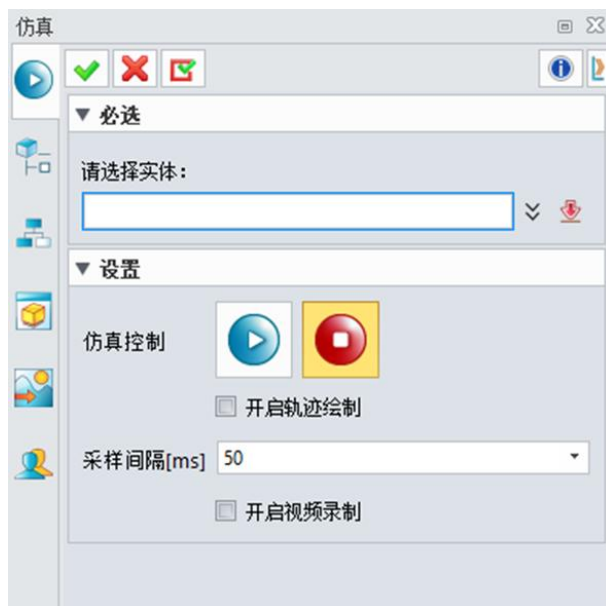 仿真
必选
请选择实体：
设置
仿真控制
开启轨迹绘制
采样间隔[ms] 50
开启视频录制